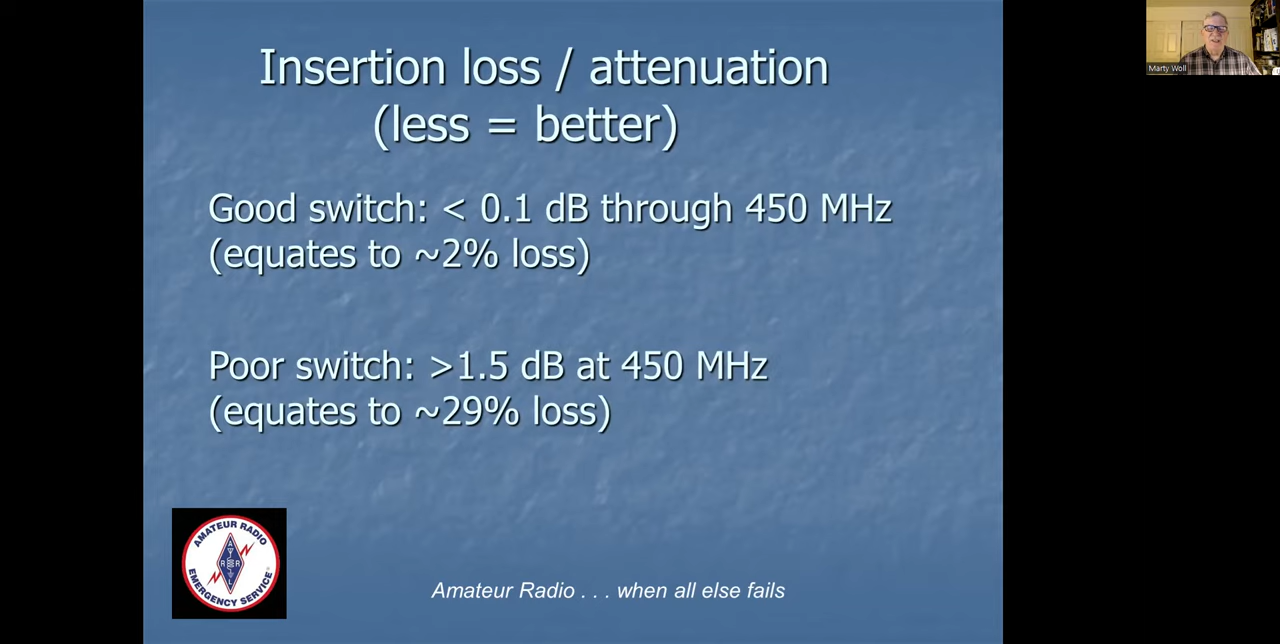 Insertion loss / attenuation
(less = better)
Good switch: < 0.1 dB through 450 MHz
(equates to ~2% loss)
Poor switch: >1.5 dB at 450 MHz
(equates to ~29% loss)
AMATEUR RADIO
A
R R
L
EMERGENCY SERVICE
Amateur Radio . . . when all else fails
Marty Woll